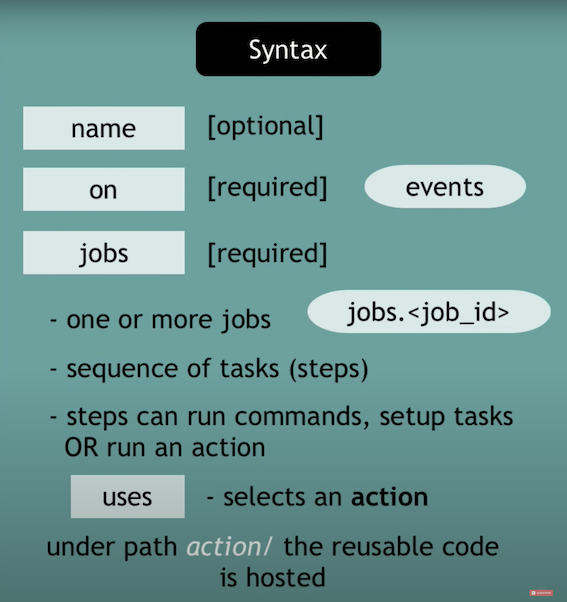 Syntax
name [optional]
on [required] events
jobs [required]
- one or more jobs jobs.<job_id>
- sequence of tasks (steps)
- steps can run commands, setup tasks
OR run an action
uses - selects an action
under path action/ the reusable code
is hosted